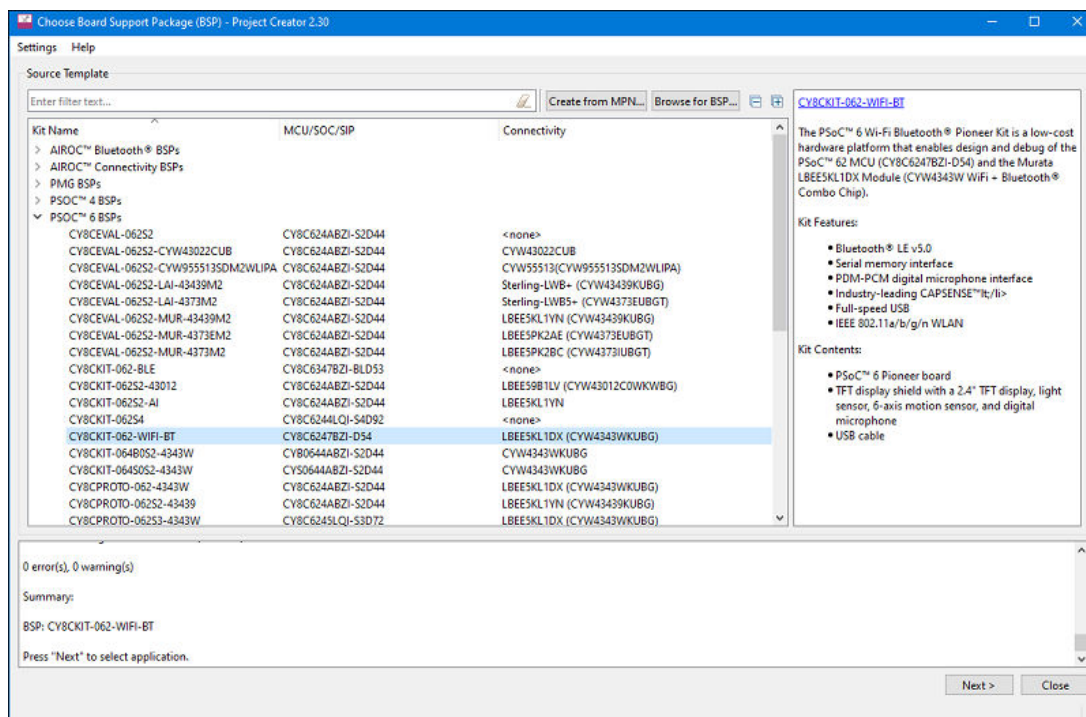 Choose Board Support Package (BSP) - Project Creator 2.30
Settings Help
Source Template
Enter filter text...
Create from MPN... Browse for BSP...
Kit Name MCU/SOC/SIP Connectivity
AIROC™ Bluetooth® BSPs
AIROC™ Connectivity BSPs
PMG BSPs
PSOC™ 4 BSPs
PSOC™ 6 BSPs
CY8CEVAL-062S2 CY8C624ABZI-S2D44 <none>
CY8CEVAL-062S2-CYW43022CUB CY8C624ABZI-S2D44 CYW43022CUB
CY8CEVAL-062S2-CYW955513SDM2WLIPA CY8C624ABZI-S2D44 CYW55513(CYW955513SDM2WLIPA)
CY8CEVAL-062S2-LAI-43439M2 CY8C624ABZI-S2D44 Sterling-LWB+ (CYW43439KUBG)
CY8CEVAL-062S2-LAI-4373M2 CY8C624ABZI-S2D44 Sterling-LWB5+ (CYW4373EUBGT)
CY8CEVAL-062S2-MUR-43439M2 CY8C624ABZI-S2D44 LBEE5KL1YN (CYW43439KUBG)
CY8CEVAL-062S2-MUR-4373EM2 CY8C624ABZI-S2D44 LBEE5PK2AE (CYW4373EUBGT)
CY8CEVAL-062S2-MUR-4373M2 CY8C624ABZI-S2D44 LBEE5PK2BC (CYW4373IUBGT)
CY8CKIT-062-BLE CY8C6347BZI-BLD53 <none>
CY8CKIT-062S2-43012 CY8C624ABZI-S2D44 LBEE59B1LV (CYW43012C0WKWBG)
CY8CKIT-062S2-AI CY8C624ABZI-S2D44 LBEE5KL1YN
CY8CKIT-062S4 CY8C6244LQI-S4D92 <none>
CY8CKIT-062-WIFI-BT CY8C6247BZI-D54 LBEE5KL1DX (CYW4343WKUBG)
CY8CKIT-064B0S2-4343W CYB0644ABZI-S2D44 CYW4343WKUBG
CY8CKIT-064S0S2-4343W CYS0644ABZI-S2D44 CYW4343WKUBG
CY8CPROTO-062-4343W CY8C624ABZI-S2D44 LBEE5KL1DX (CYW4343WKUBG)
CY8CPROTO-062S2-43439 CY8C624ABZI-S2D44 LBEE5KL1YN (CYW43439KUBG)
CY8CPROTO-062S3-4343W CY8C6245LQI-S3D72 LBEE5KL1DX (CYW4343WKUBG)
CY8CKIT-062-WIFI-BT
The PSoC™ 6 Wi-Fi Bluetooth® Pioneer Kit is a low-cost
hardware platform that enables design and debug of the
PSoC™ 62 MCU (CY8C6247BZI-D54) and the Murata
LBEE5KL1DX Module (CYW4343W WiFi + Bluetooth®
Combo Chip).
Kit Features:
• Bluetooth® LE v5.0
• Serial memory interface
• PDM-PCM digital microphone interface
• Industry-leading CAPSENSE™lt;/li>
• Full-speed USB
• IEEE 802.11a/b/g/n WLAN
Kit Contents:
• PSoC™ 6 Pioneer board
• TFT display shield with a 2.4" TFT display, light
sensor, 6-axis motion sensor, and digital
microphone
• USB cable
0 error(s), 0 warning(s)
Summary:
BSP: CY8CKIT-062-WIFI-BT
Press "Next" to select application.
Next > Close